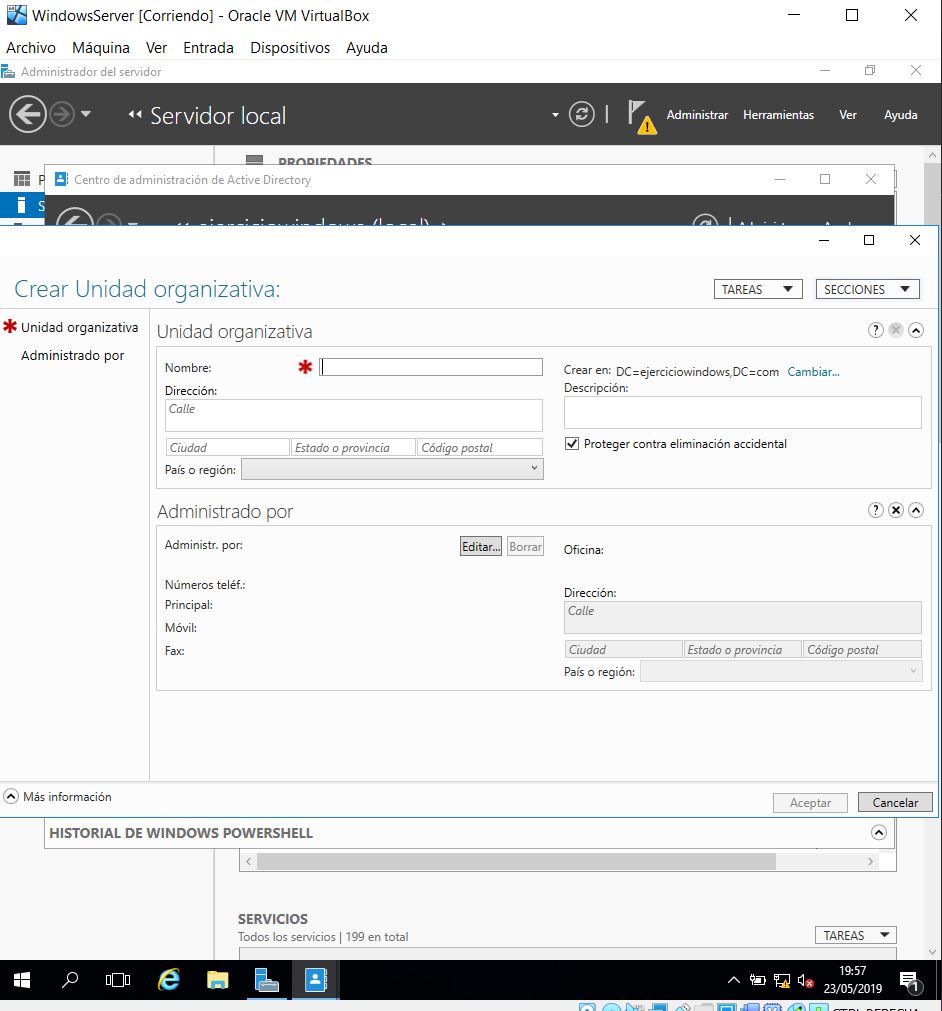 WindowsServer [Corriendo] - Oracle VM VirtualBox
Archivo Máquina Ver Entrada Dispositivos Ayuda
Administrador del servidor
Servidor local
Administrar Herramientas Ver Ayuda
PROPIEDADES
Centro de administración de Active Directory
ejerciciowindows (local)
Crear Unidad organizativa:
TAREAS
SECCIONES
Unidad organizativa
Administrado por
Unidad organizativa
Nombre:
Dirección:
Calle
Ciudad Estado o provincia Código postal
País o región:
Crear en: DC=ejerciciowindows,DC=com Cambiar...
Descripción:
Proteger contra eliminación accidental
Administrado por
Administr. por:
Editar... Borrar
Números teléf.:
Principal:
Móvil:
Fax:
Oficina:
Dirección:
Calle
Ciudad Estado o provincia Código postal
País o región:
Más información
Aceptar Cancelar
HISTORIAL DE WINDOWS POWERSHELL
SERVICIOS
Todos los servicios | 199 en total
TAREAS
19:57
23/05/2019
1
CTRL DERECHA